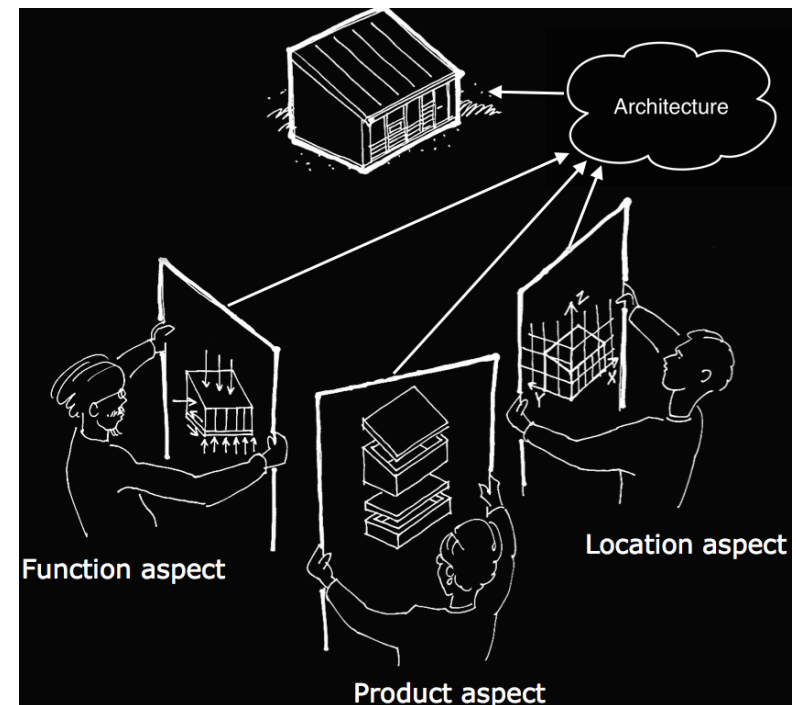 Architecture
Z
X
Y
Function aspect
Location aspect
Product aspect